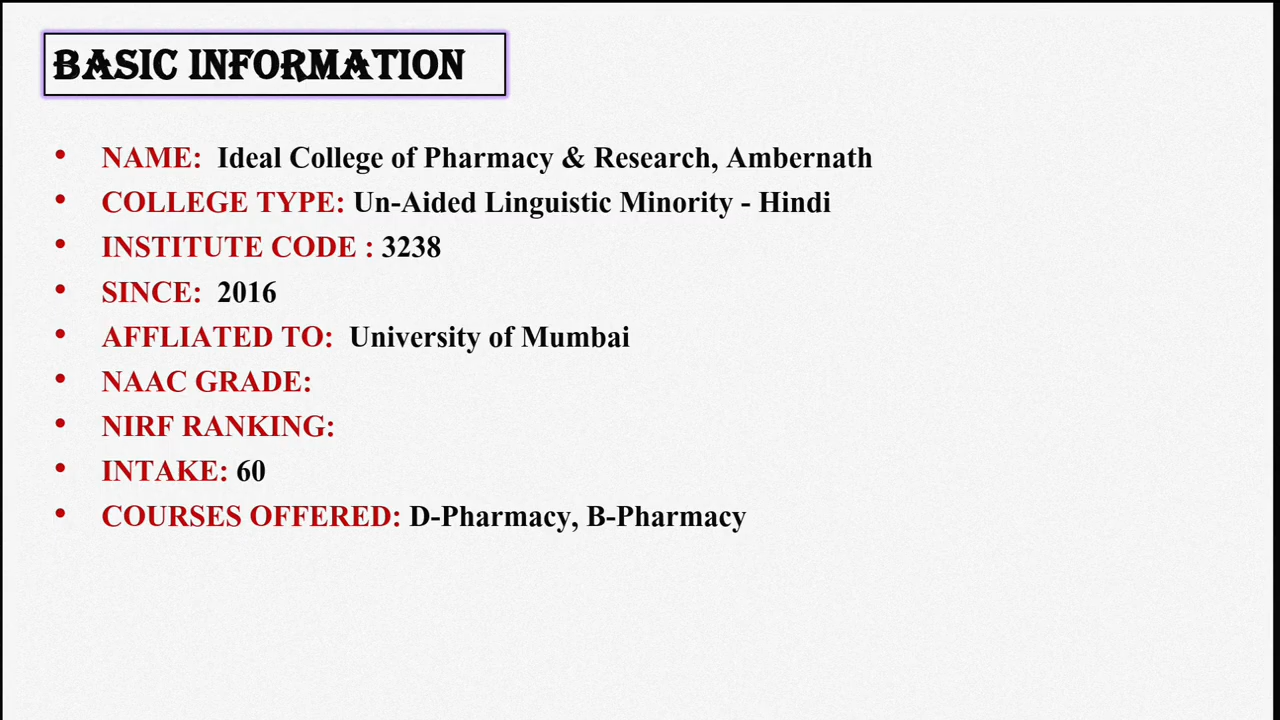 BASIC INFORMATION
• NAME: Ideal College of Pharmacy & Research, Ambernath
• COLLEGE TYPE: Un-Aided Linguistic Minority - Hindi
• INSTITUTE CODE : 3238
• SINCE: 2016
• AFFLIATED TO: University of Mumbai
• NAAC GRADE:
• NIRF RANKING:
• INTAKE: 60
• COURSES OFFERED: D-Pharmacy, B-Pharmacy